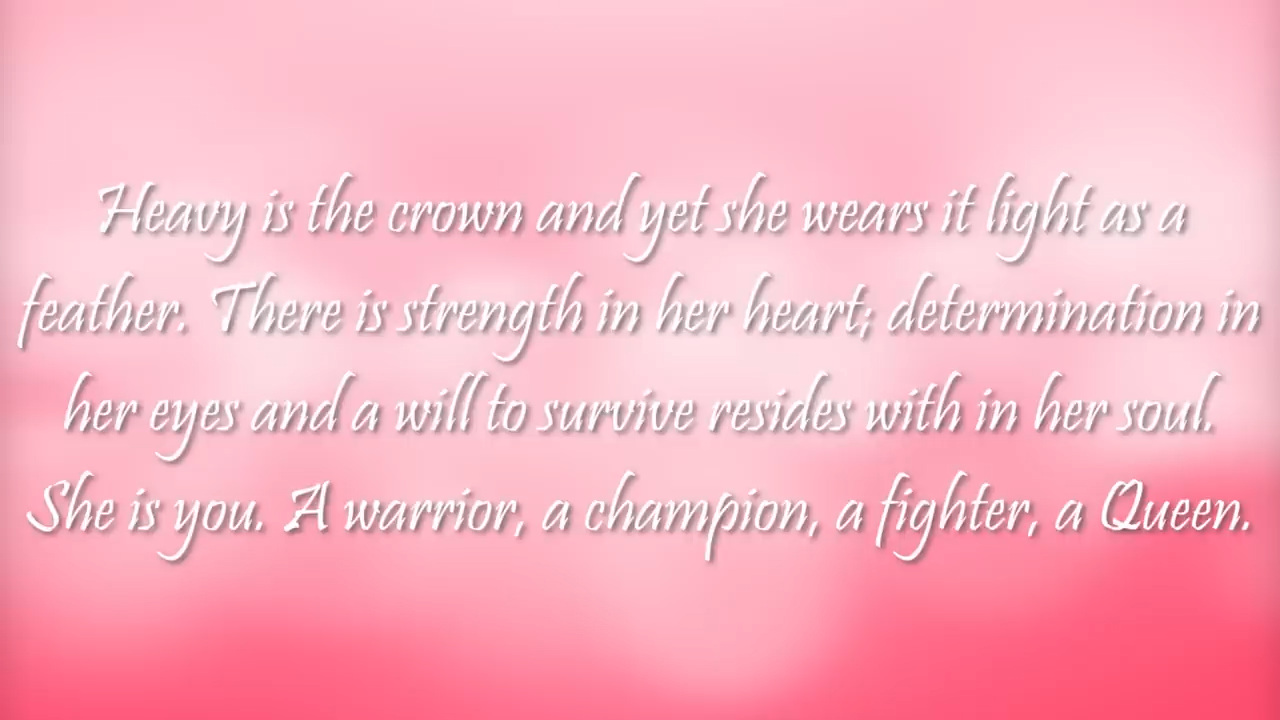 Heavy is the crown and yet she wears it light as a
feather. There is strength in her heart; determination in
her eyes and a will to survive resides with in her soul.
She is you. A warrior, a champion, a fighter, a Queen.